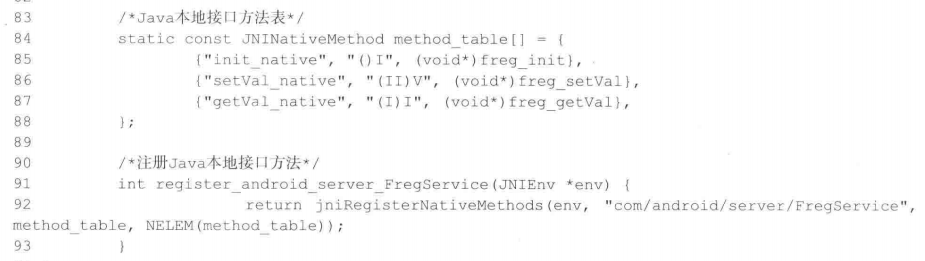 83 /*Java本地接口方法表*/
84 static const JNINativeMethod method_table[] = {
85 {"init_native", "()I", (void*)freg_init},
86 {"setVal_native", "(II)V", (void*)freg_setVal},
87 {"getVal_native", "(I)I", (void*)freg_getVal},
88 };
89
90 /*注册Java本地接口方法*/
91 int register_android_server_FregService(JNIEnv *env) {
92 return jniRegisterNativeMethods(env, "com/android/server/FregService",
method_table, NELEM(method_table));
93 }